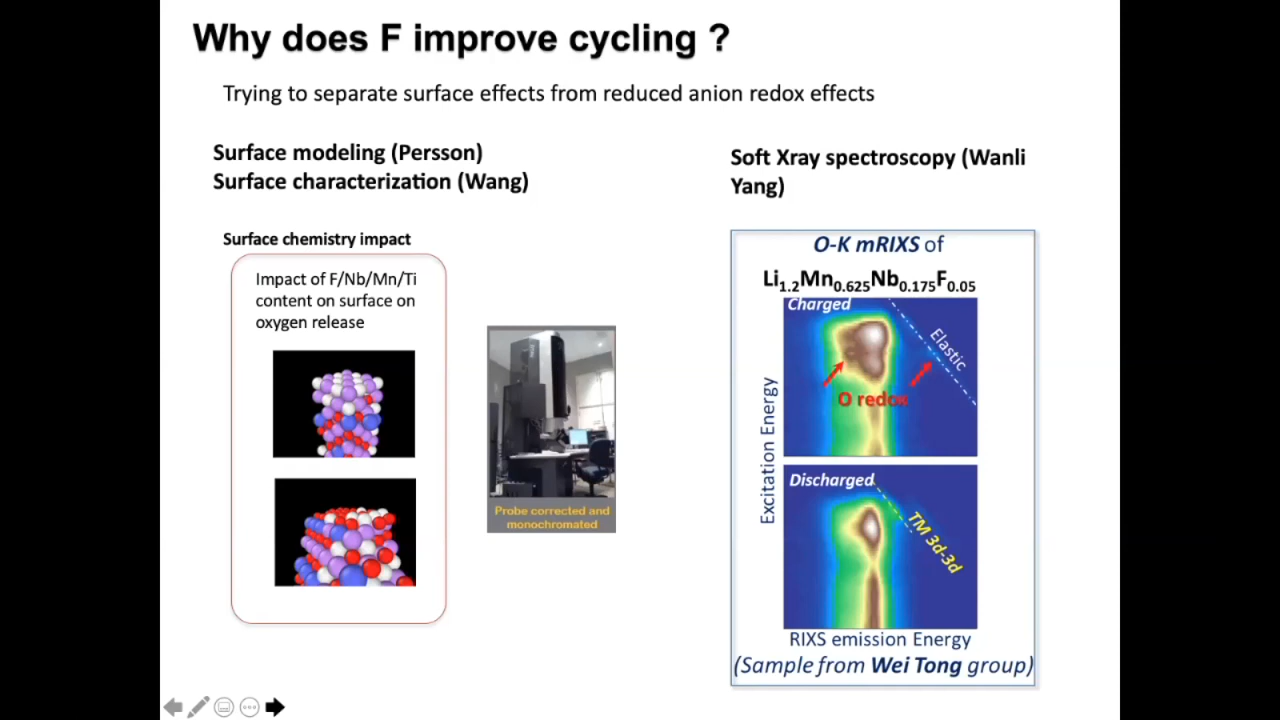 Why does F improve cycling ?
Trying to separate surface effects from reduced anion redox effects
Surface modeling (Persson)
Surface characterization (Wang)
Surface chemistry impact
Impact of F/Nb/Mn/Ti
content on surface on
oxygen release
Probe corrected and
monochromated
Soft Xray spectroscopy (Wanli
Yang)
O-K mRIXS of
Li1.2Mn0.625Nb0.175F0.05
Charged
Elastic
O redox
Excitation Energy
Discharged
TM 3d-3d
RIXS emission Energy
(Sample from Wei Tong group)